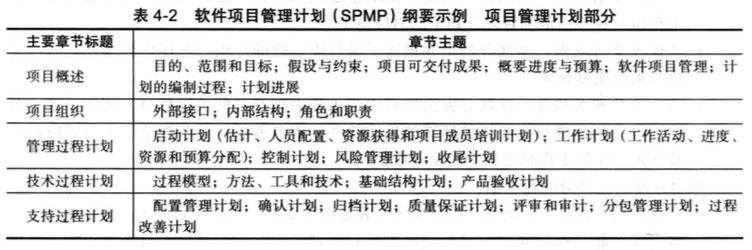 表 4-2 软件项目管理计划（SPMP）纲要示例 项目管理计划部分
主要章节标题 章节主题
项目概述 目的、范围和目标；假设与约束；项目可交付成果；概要进度与预算；软件项目管理；计
划的编制过程；计划进展
项目组织 外部接口；内部结构；角色和职责
管理过程计划 启动计划（估计、人员配置、资源获得和项目成员培训计划）；工作计划（工作活动、进度、
资源和预算分配）；控制计划；风险管理计划；收尾计划
技术过程计划 过程模型；方法、工具和技术；基础结构计划；产品验收计划
支持过程计划 配置管理计划；确认计划；归档计划；质量保证计划；评审和审计；分包管理计划；过程
改善计划